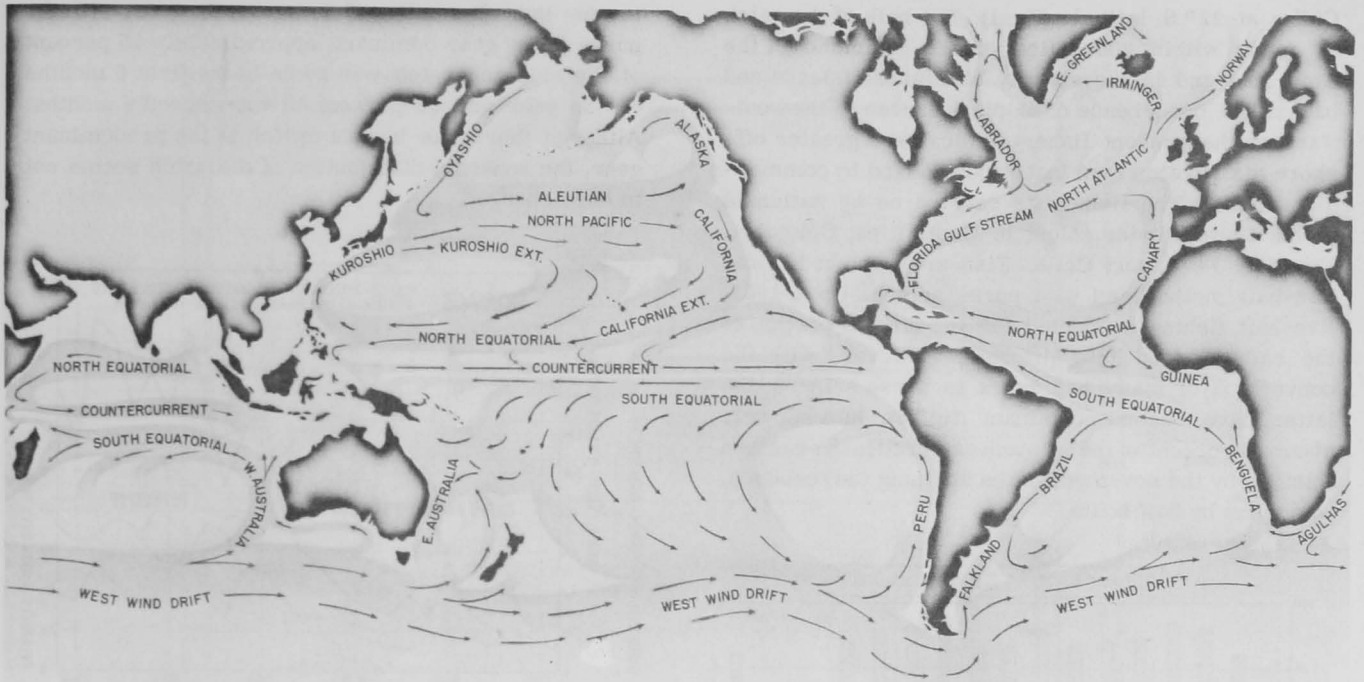 E. GREENLAND
IRMINGER
NORWAY
LABRADOR
NORTH ATLANTIC
FLORIDA GULF STREAM
CANARY
OYASHIO
ALASKA
ALEUTIAN
NORTH PACIFIC
KUROSHIO
KUROSHIO EXT.
CALIFORNIA
CALIFORNIA EXT.
NORTH EQUATORIAL
NORTH EQUATORIAL
NORTH EQUATORIAL
COUNTERCURRENT
GUINEA
COUNTERCURRENT
SOUTH EQUATORIAL
SOUTH EQUATORIAL
SOUTH EQUATORIAL
W. AUSTRALIA
E. AUSTRALIA
PERU
BRAZIL
BENGUELA
AGULHAS
FALKLAND
WEST WIND DRIFT
WEST WIND DRIFT
WEST WIND DRIFT